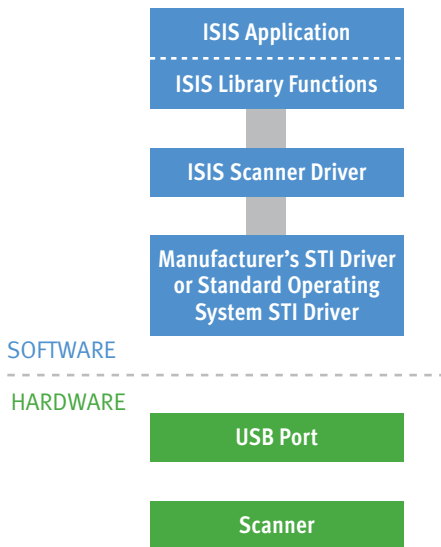 ISIS Application
ISIS Library Functions
ISIS Scanner Driver
Manufacturer's STI Driver
or Standard Operating
System STI Driver
SOFTWARE
HARDWARE
USB Port
Scanner